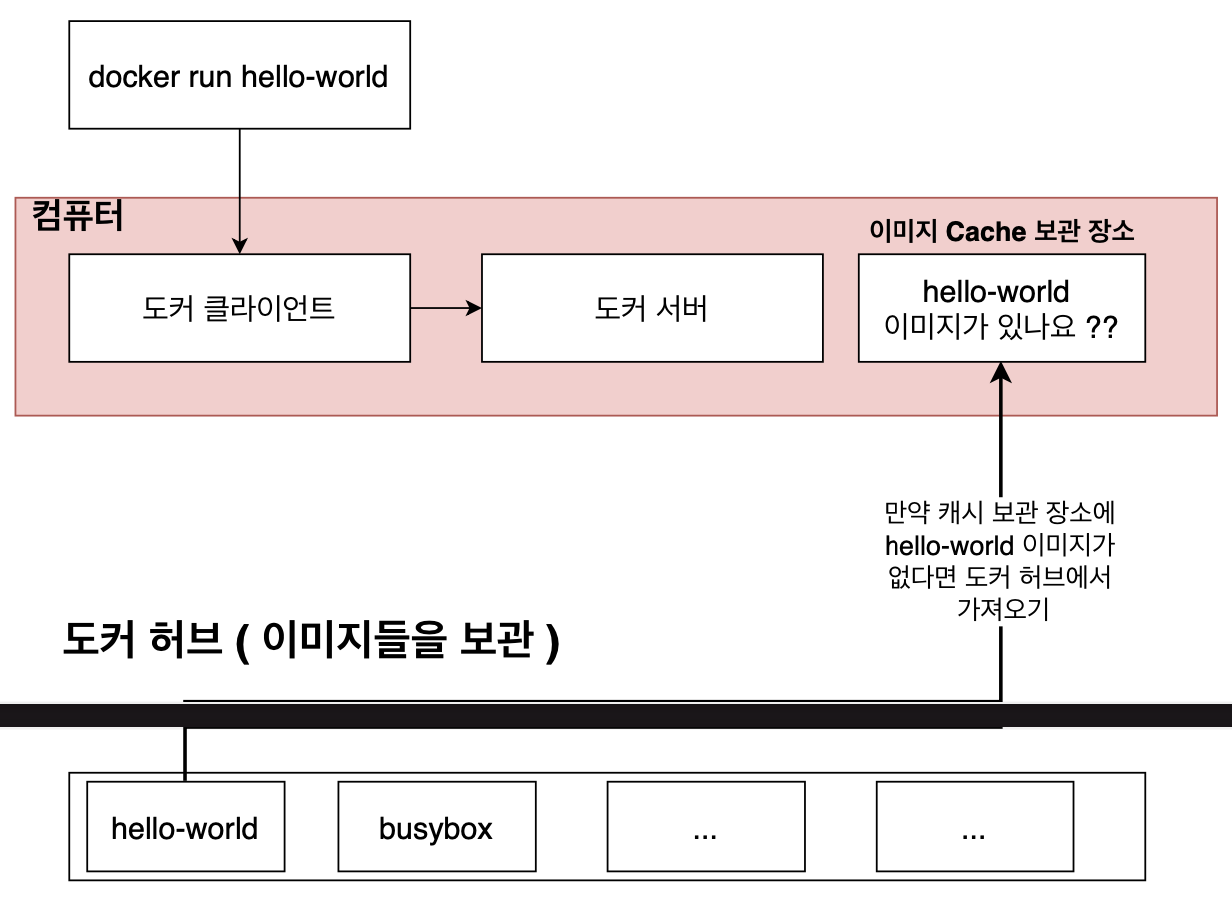 docker run hello-world
컴퓨터
이미지 Cache 보관 장소
도커 클라이언트
도커 서버
hello-world
이미지가 있나요 ??
만약 캐시 보관 장소에
hello-world 이미지가
없다면 도커 허브에서
가져오기
도커 허브 ( 이미지들을 보관 )
hello-world
busybox
...
...